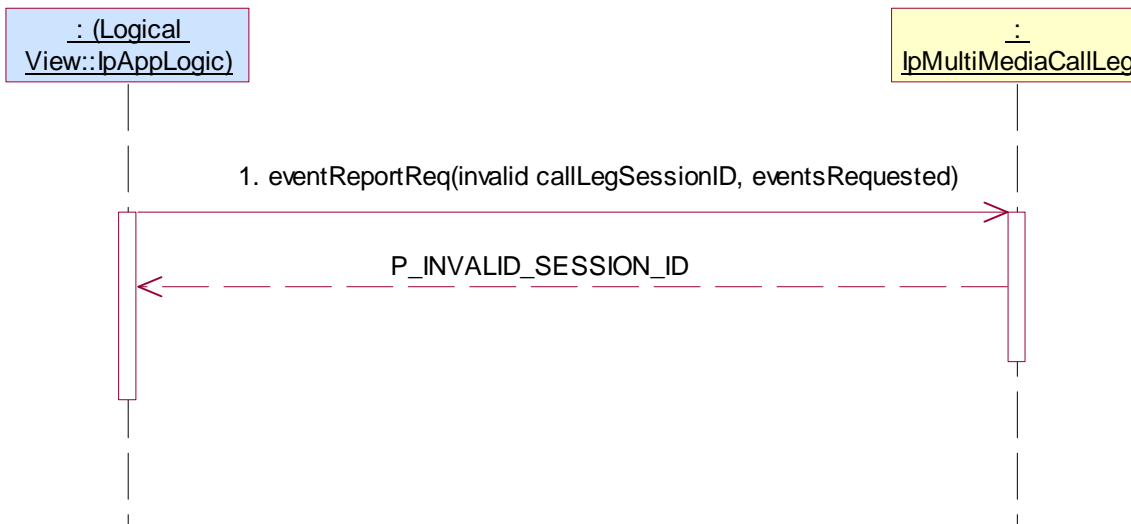 : (Logical
View::IpAppLogic)
:
IpMultiMediaCallLeg
1. eventReportReq(invalid callLegSessionID, eventsRequested)
P_INVALID_SESSION_ID